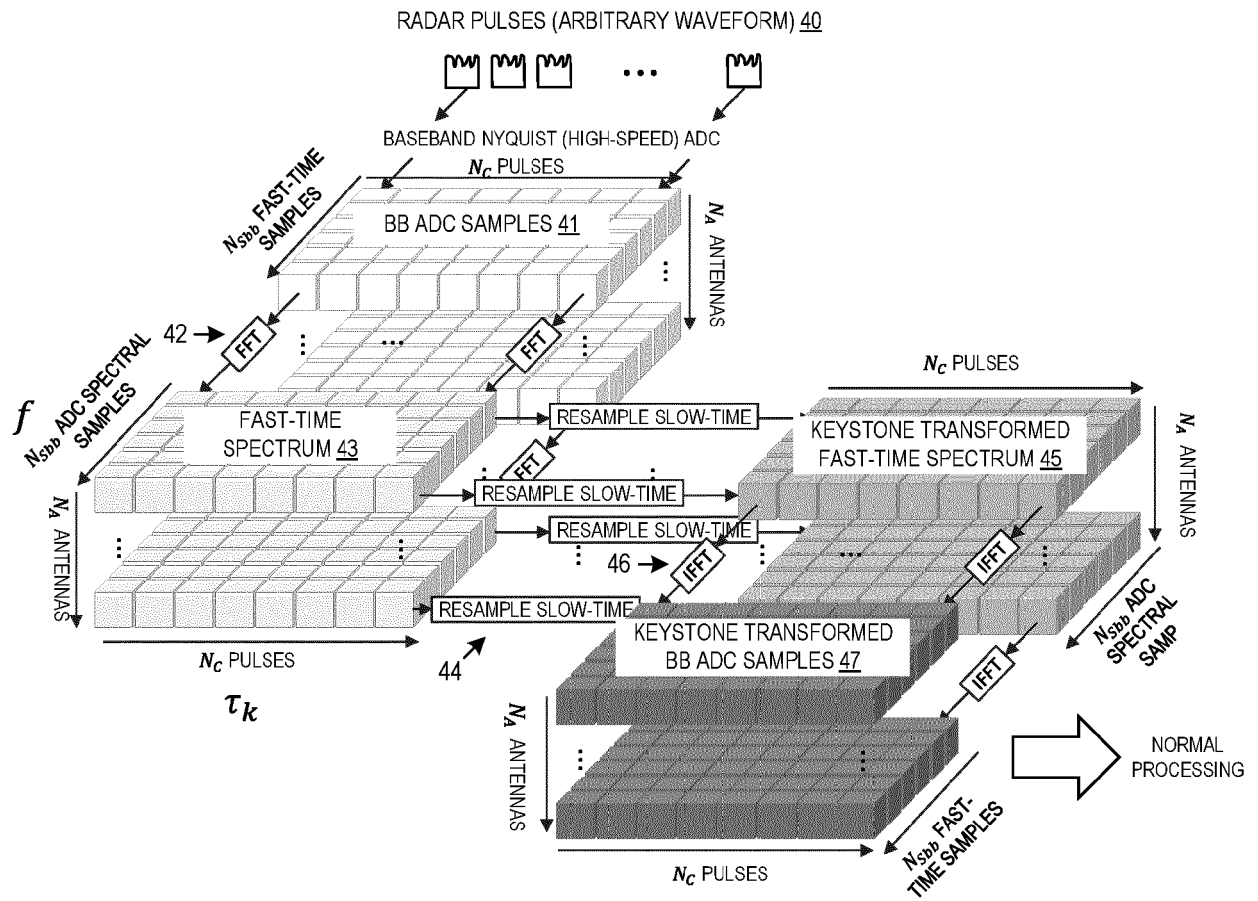 RADAR PULSES (ARBITRARY WAVEFORM) 40
...
BASEBAND NYQUIST (HIGH-SPEED) ADC
N_C PULSES
N_Sbb FAST-TIME
SAMPLES
BB ADC SAMPLES 41
N_A ANTENNAS
42
FFT
FFT
N_Sbb ADC SPECTRAL
SAMPLES
f
FAST-TIME
SPECTRUM 43
FFT
RESAMPLE SLOW-TIME
RESAMPLE SLOW-TIME
RESAMPLE SLOW-TIME
RESAMPLE SLOW-TIME
N_A ANTENNAS
N_C PULSES
τ_k
44
N_C PULSES
KEYSTONE TRANSFORMED
FAST-TIME SPECTRUM 45
N_A ANTENNAS
46
IFFT
IFFT
IFFT
N_Sbb ADC
SPECTRAL
SAMP
KEYSTONE TRANSFORMED
BB ADC SAMPLES 47
N_A ANTENNAS
N_C PULSES
N_Sbb FAST-
TIME SAMPLES
NORMAL
PROCESSING